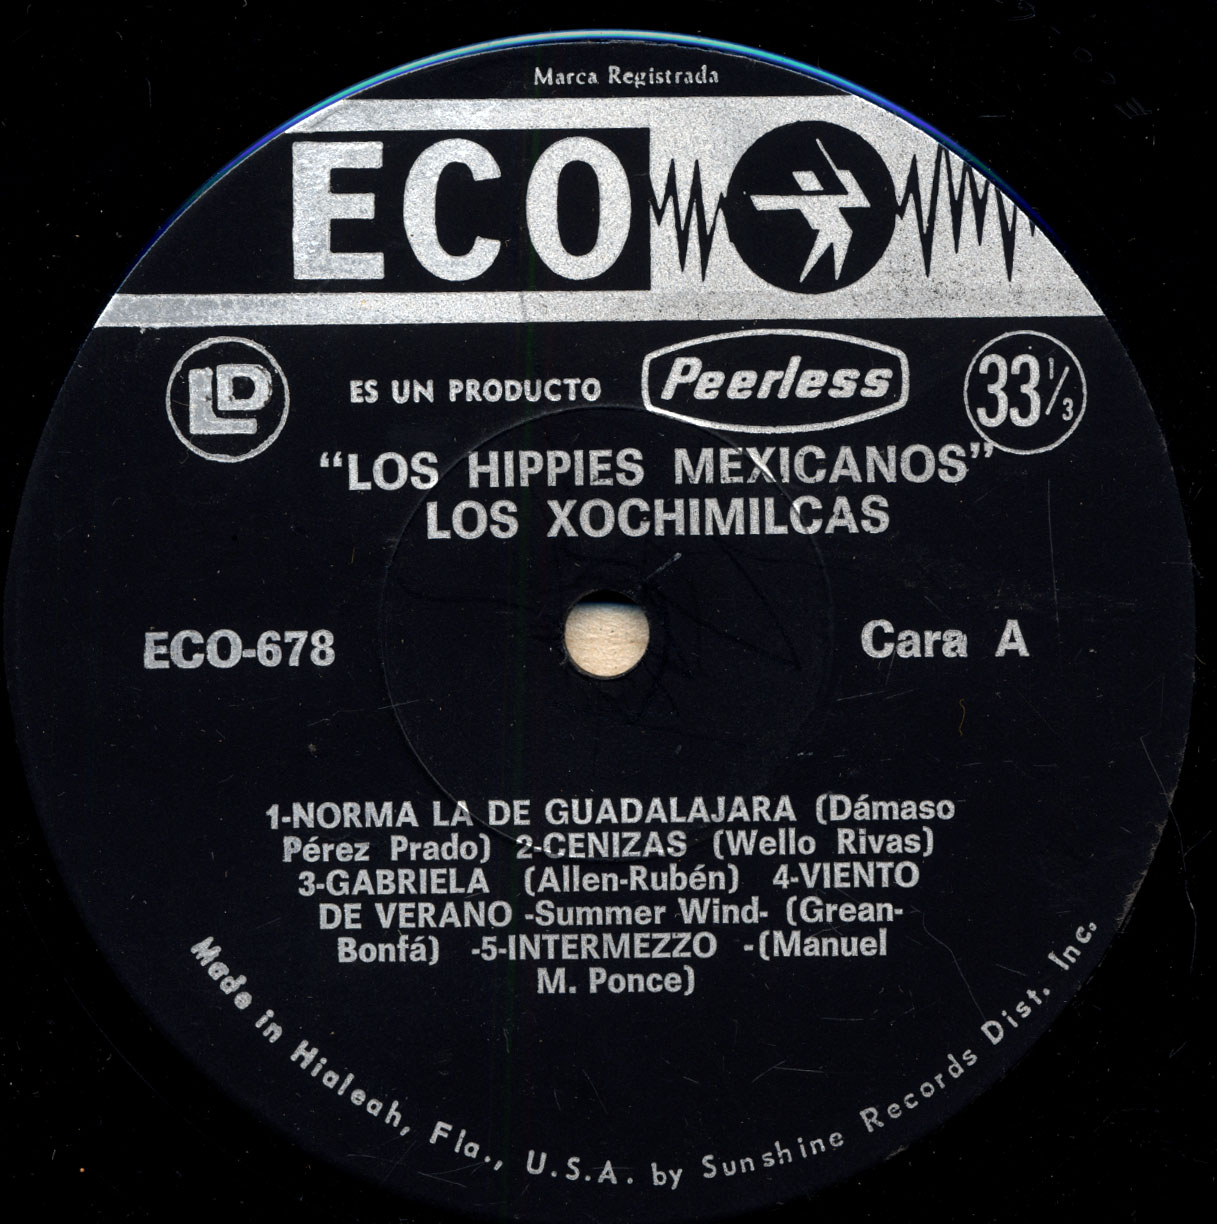 Marca Registrada
ECO
LD
ES UN PRODUCTO
Peerless
33 1/3
“LOS HIPPIES MEXICANOS”
LOS XOCHIMILCAS
ECO-678
Cara A
1-NORMA LA DE GUADALAJARA (Dámaso
Pérez Prado) 2-CENIZAS (Wello Rivas)
3-GABRIELA (Allen-Rubén) 4-VIENTO
DE VERANO -Summer Wind- (Grean-
Bonfá) -5-INTERMEZZO -(Manuel
M. Ponce)
Made in Hialeah, Fla., U.S.A. by Sunshine Records Dist. Inc.